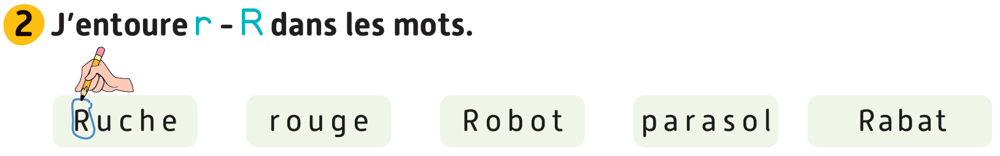 2 J'entoure r - R dans les mots.
Ruche rouge Robot parasol Rabat